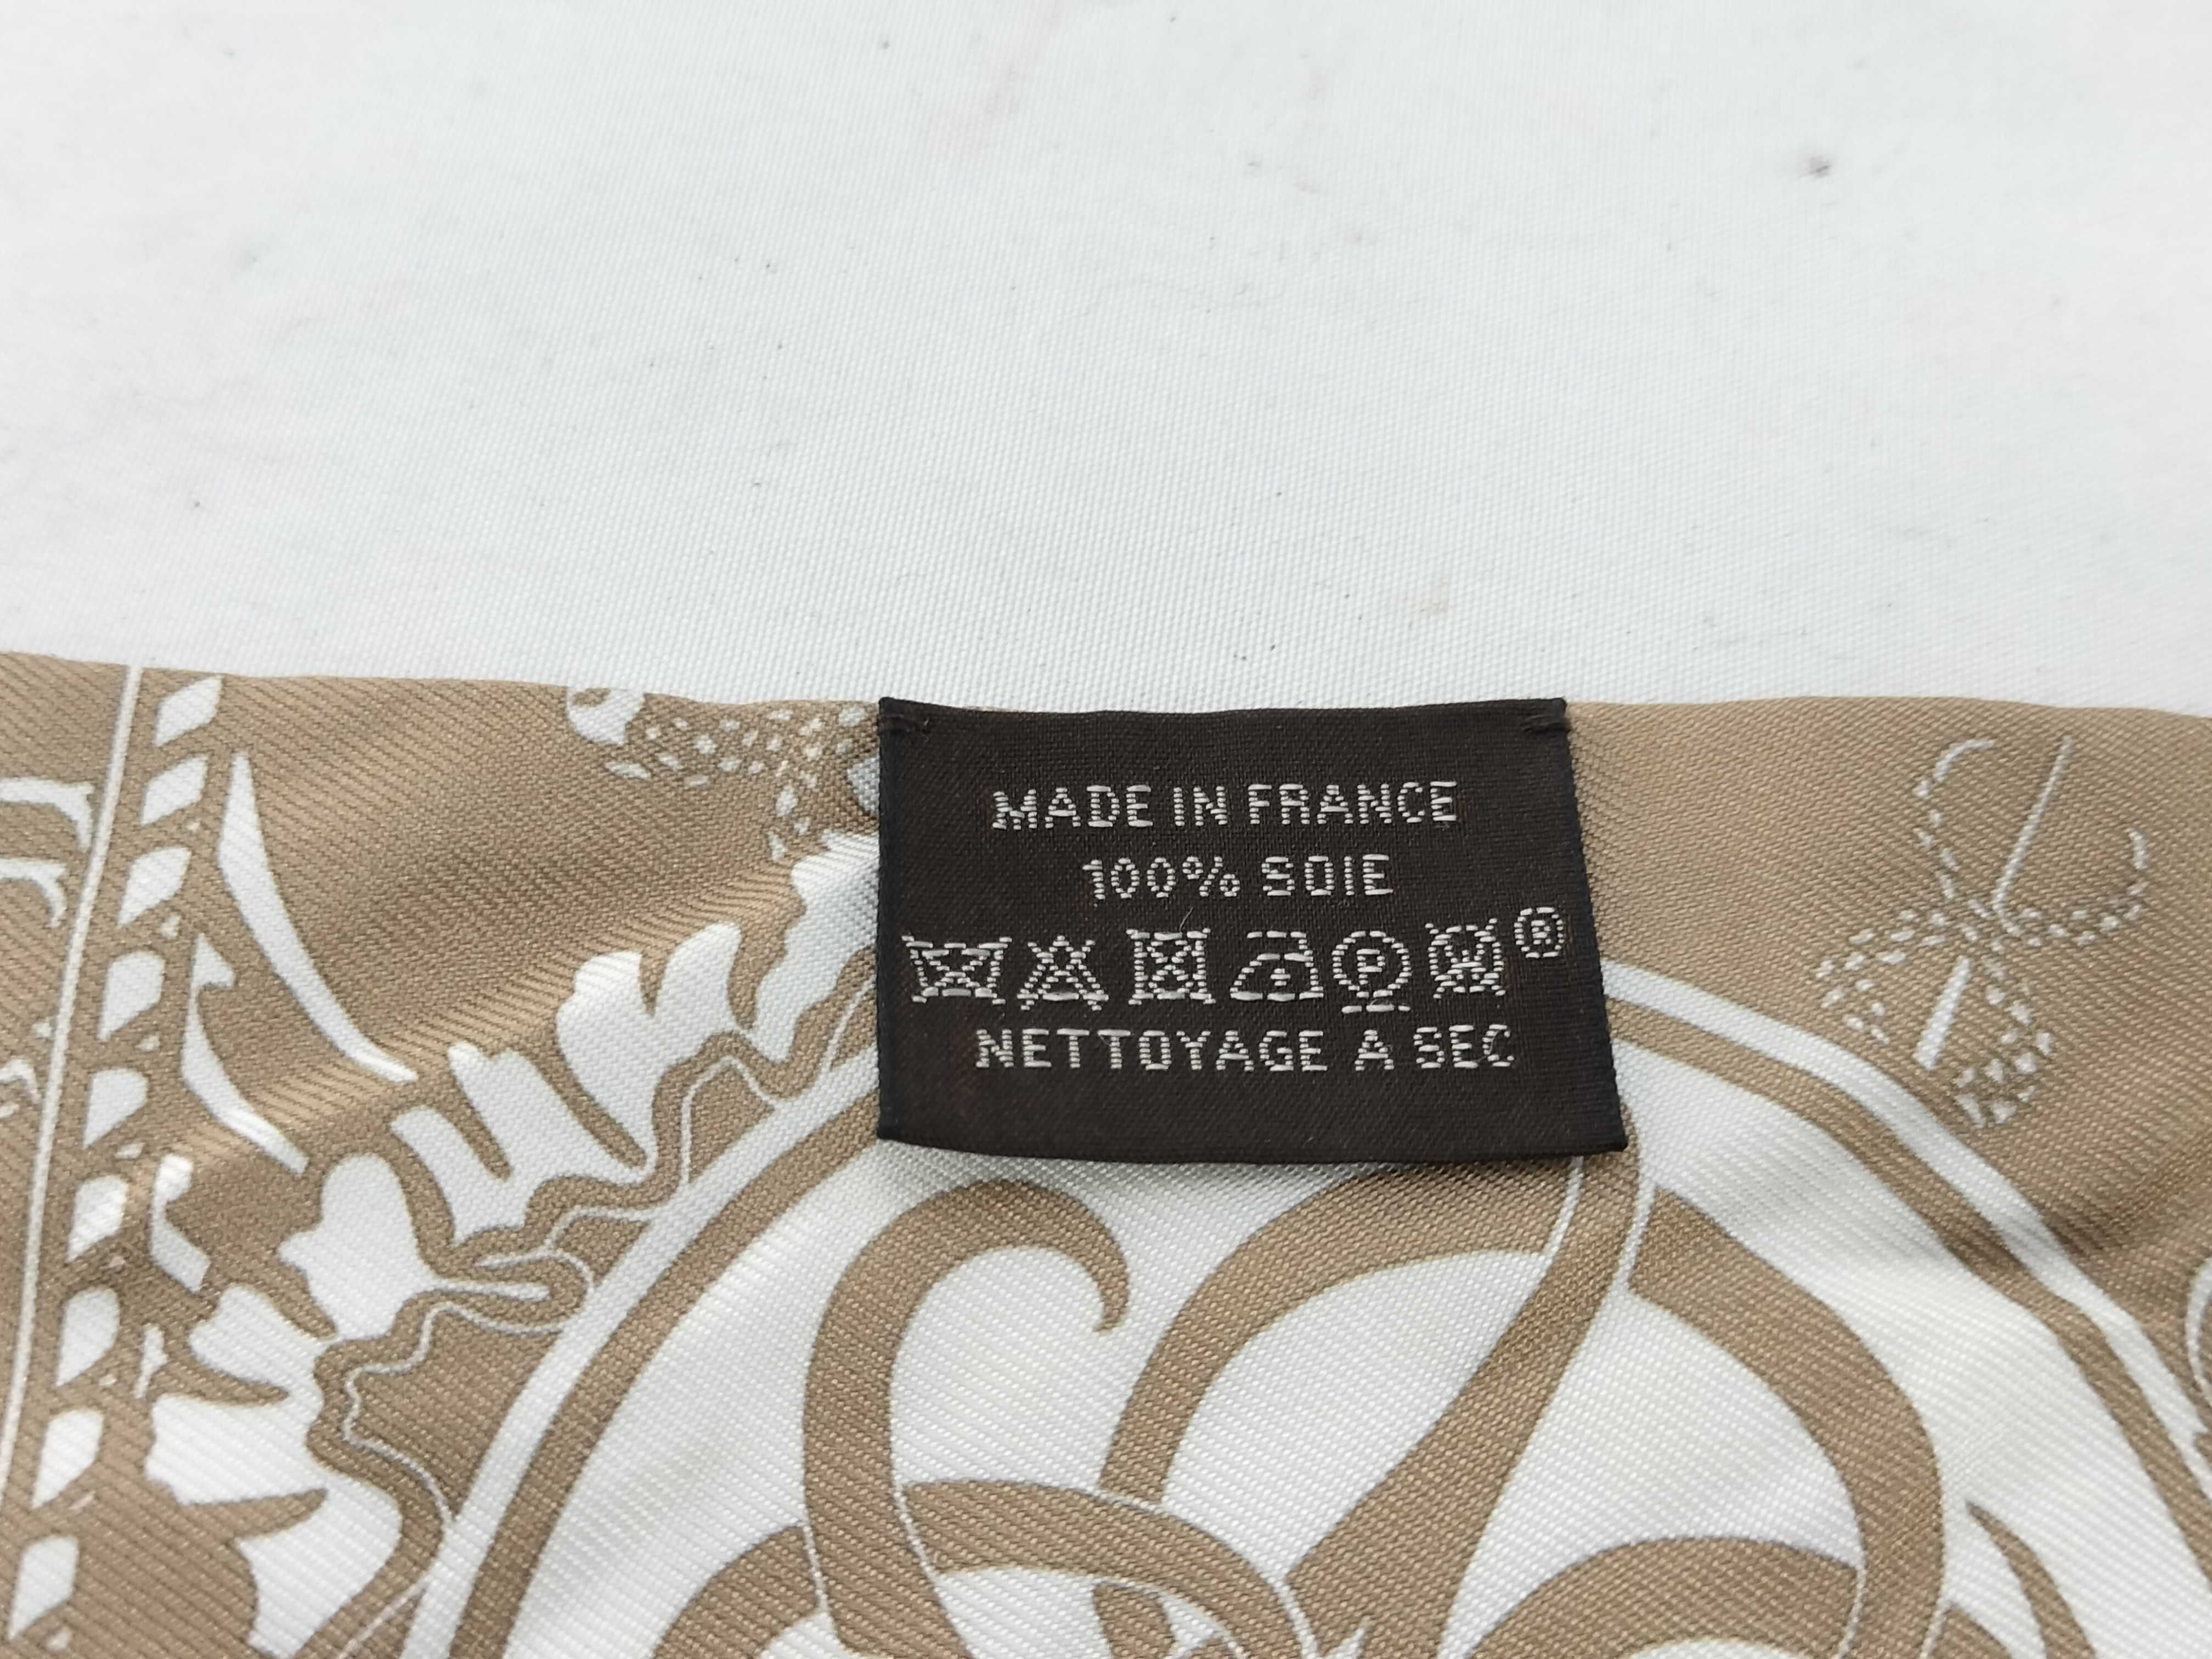 MADE IN FRANCE
100% SOIE
P W ®
NETTOYAGE A SEC